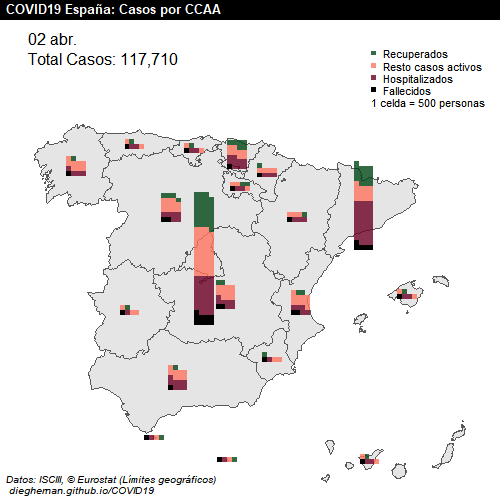 COVID19 España: Casos por CCAA
02 abr.
Total Casos: 117,710
Recuperados
Resto casos activos
Hospitalizados
Fallecidos
1 celda = 500 personas
Datos: ISCIII, © Eurostat (Límites geográficos)
diegheman.github.io/COVID19